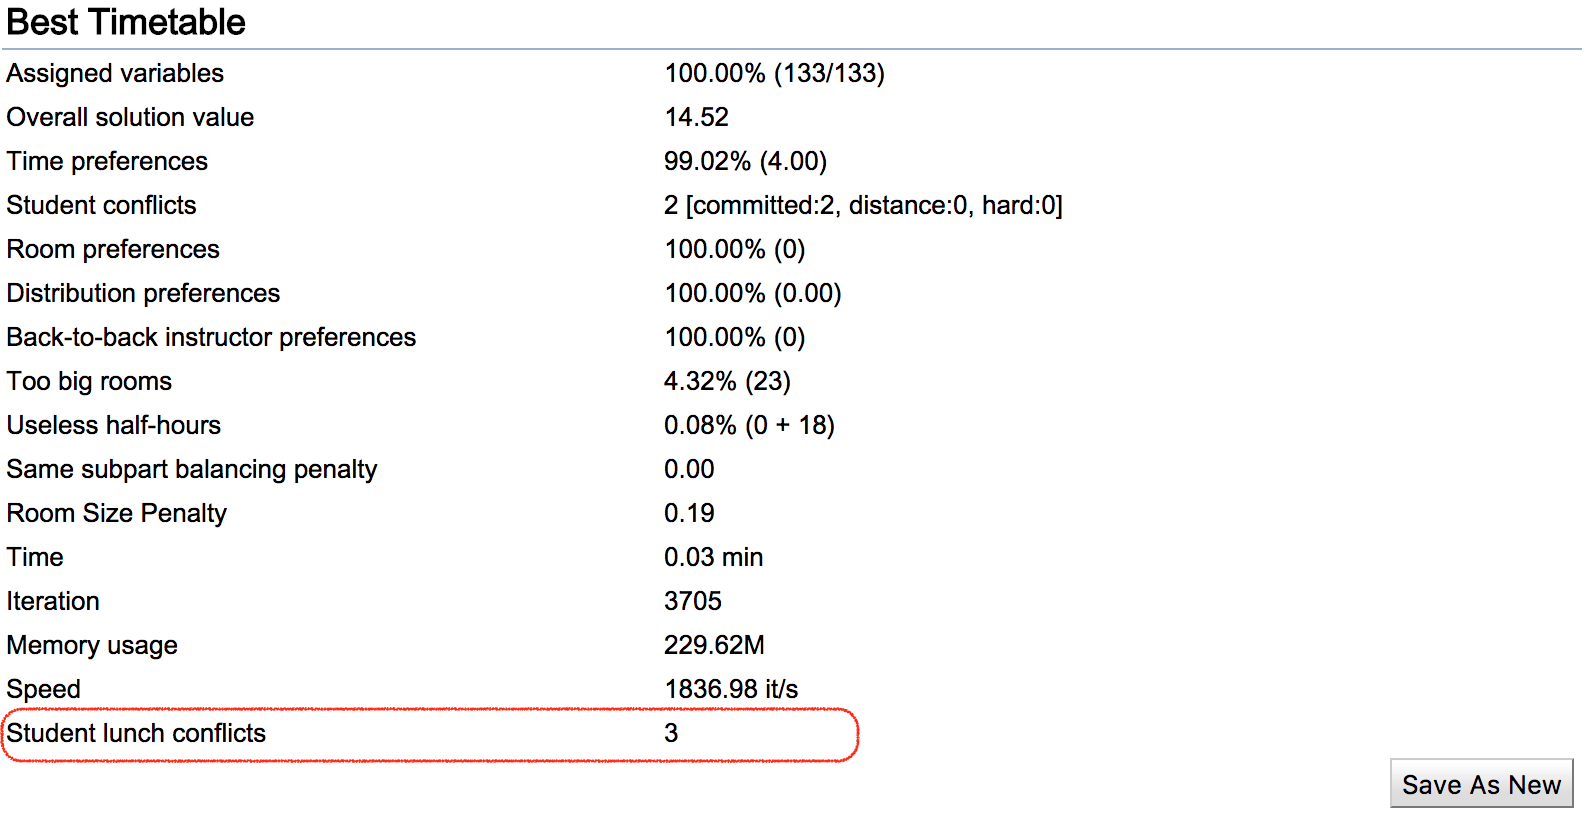 Best Timetable
Assigned variables 100.00% (133/133)
Overall solution value 14.52
Time preferences 99.02% (4.00)
Student conflicts 2 [committed:2, distance:0, hard:0]
Room preferences 100.00% (0)
Distribution preferences 100.00% (0.00)
Back-to-back instructor preferences 100.00% (0)
Too big rooms 4.32% (23)
Useless half-hours 0.08% (0 + 18)
Same subpart balancing penalty 0.00
Room Size Penalty 0.19
Time 0.03 min
Iteration 3705
Memory usage 229.62M
Speed 1836.98 it/s
Student lunch conflicts 3
Save As New